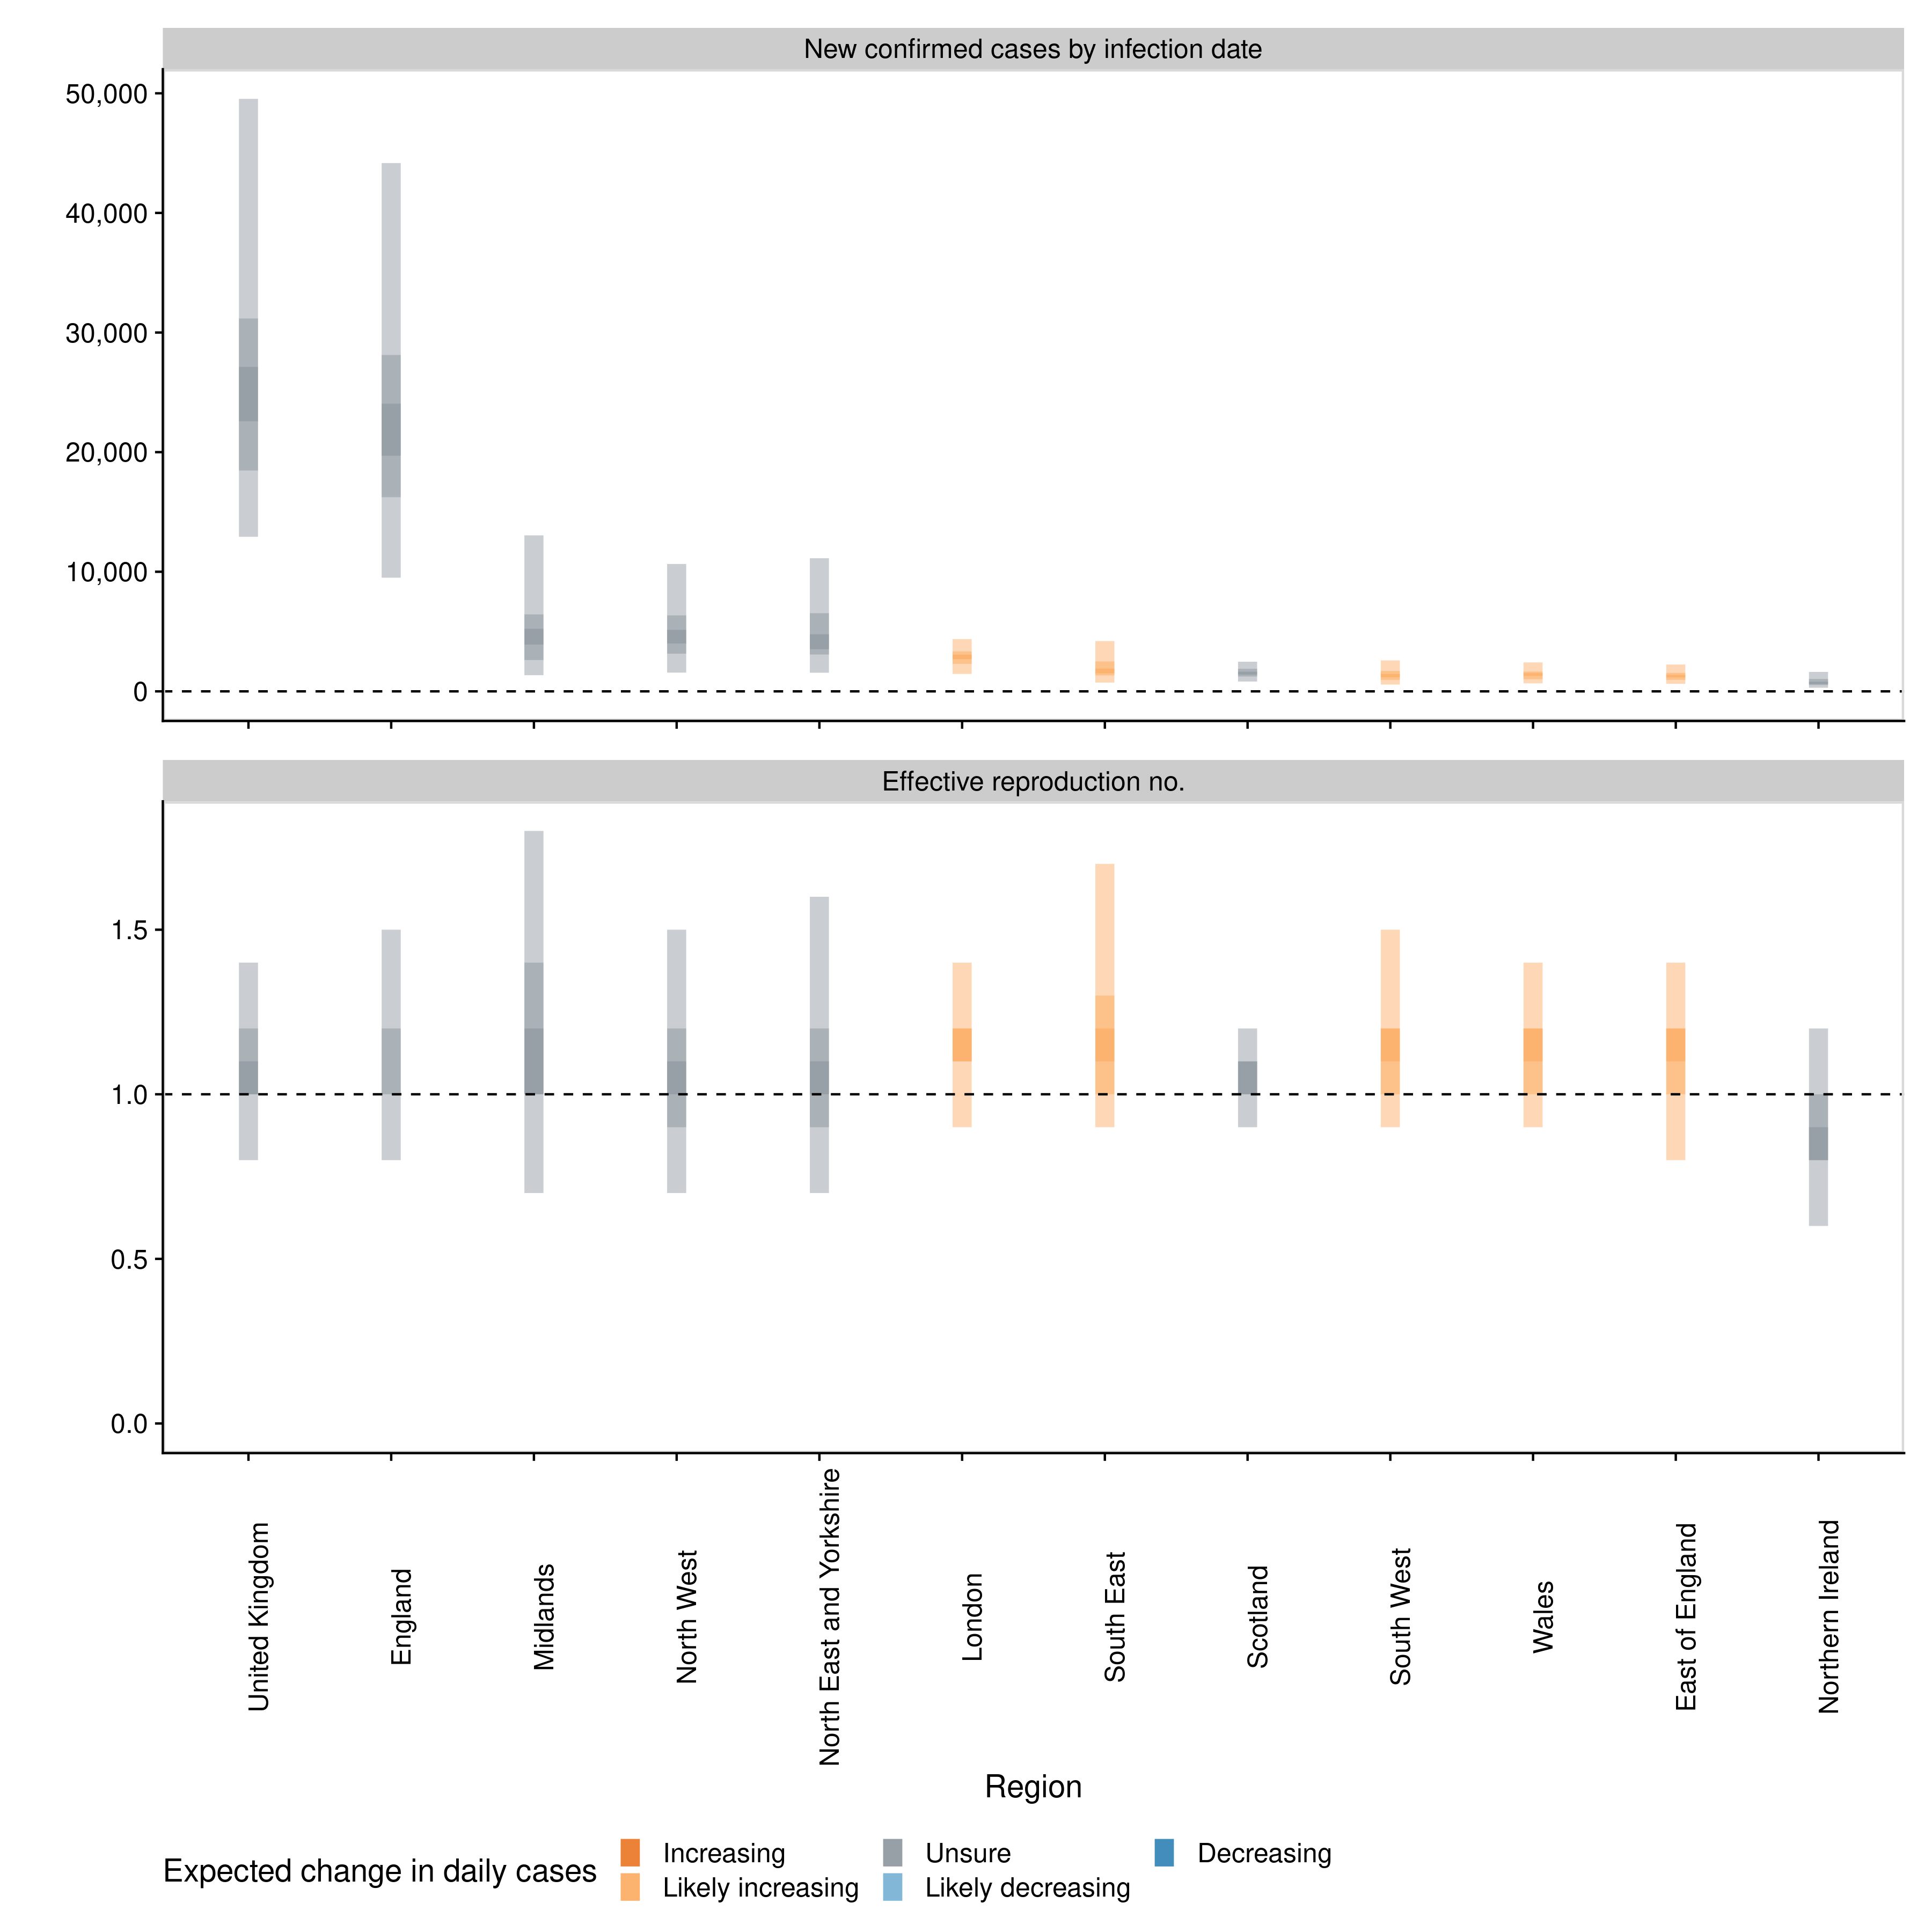 New confirmed cases by infection date
50,000
40,000
30,000
20,000
10,000
0
Effective reproduction no.
1.5
1.0
0.5
0.0
United Kingdom
England
Midlands
North West
North East and Yorkshire
London
South East
Scotland
South West
Wales
East of England
Northern Ireland
Region
Expected change in daily cases
Increasing
Likely increasing
Unsure
Likely decreasing
Decreasing